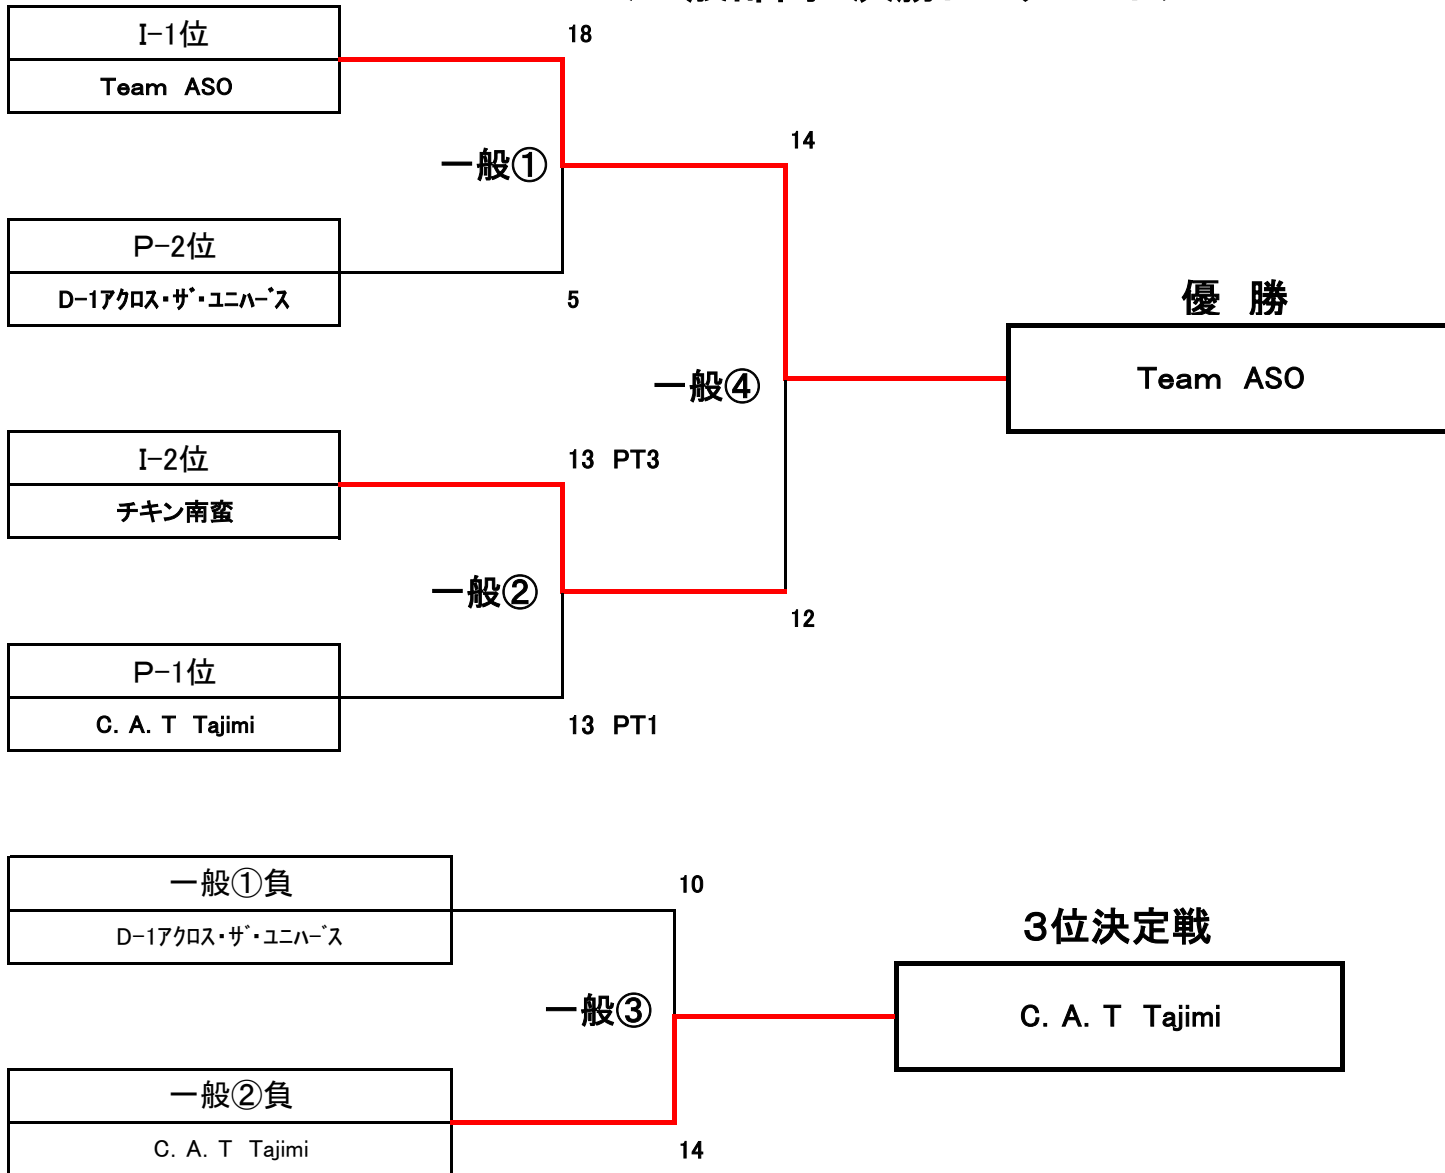 I-1位
Team ASO
18
一般①
14
P-2位
D-1アクロス・ザ・ユニハ゛ース
5
優 勝
Team ASO
一般④
I-2位
チキン南蛮
13 PT3
一般②
12
P-1位
C. A. T Tajimi
13 PT1
一般①負
D-1アクロス・ザ・ユニハ゛ース
10
3位決定戦
一般③
C. A. T Tajimi
一般②負
C. A. T Tajimi
14